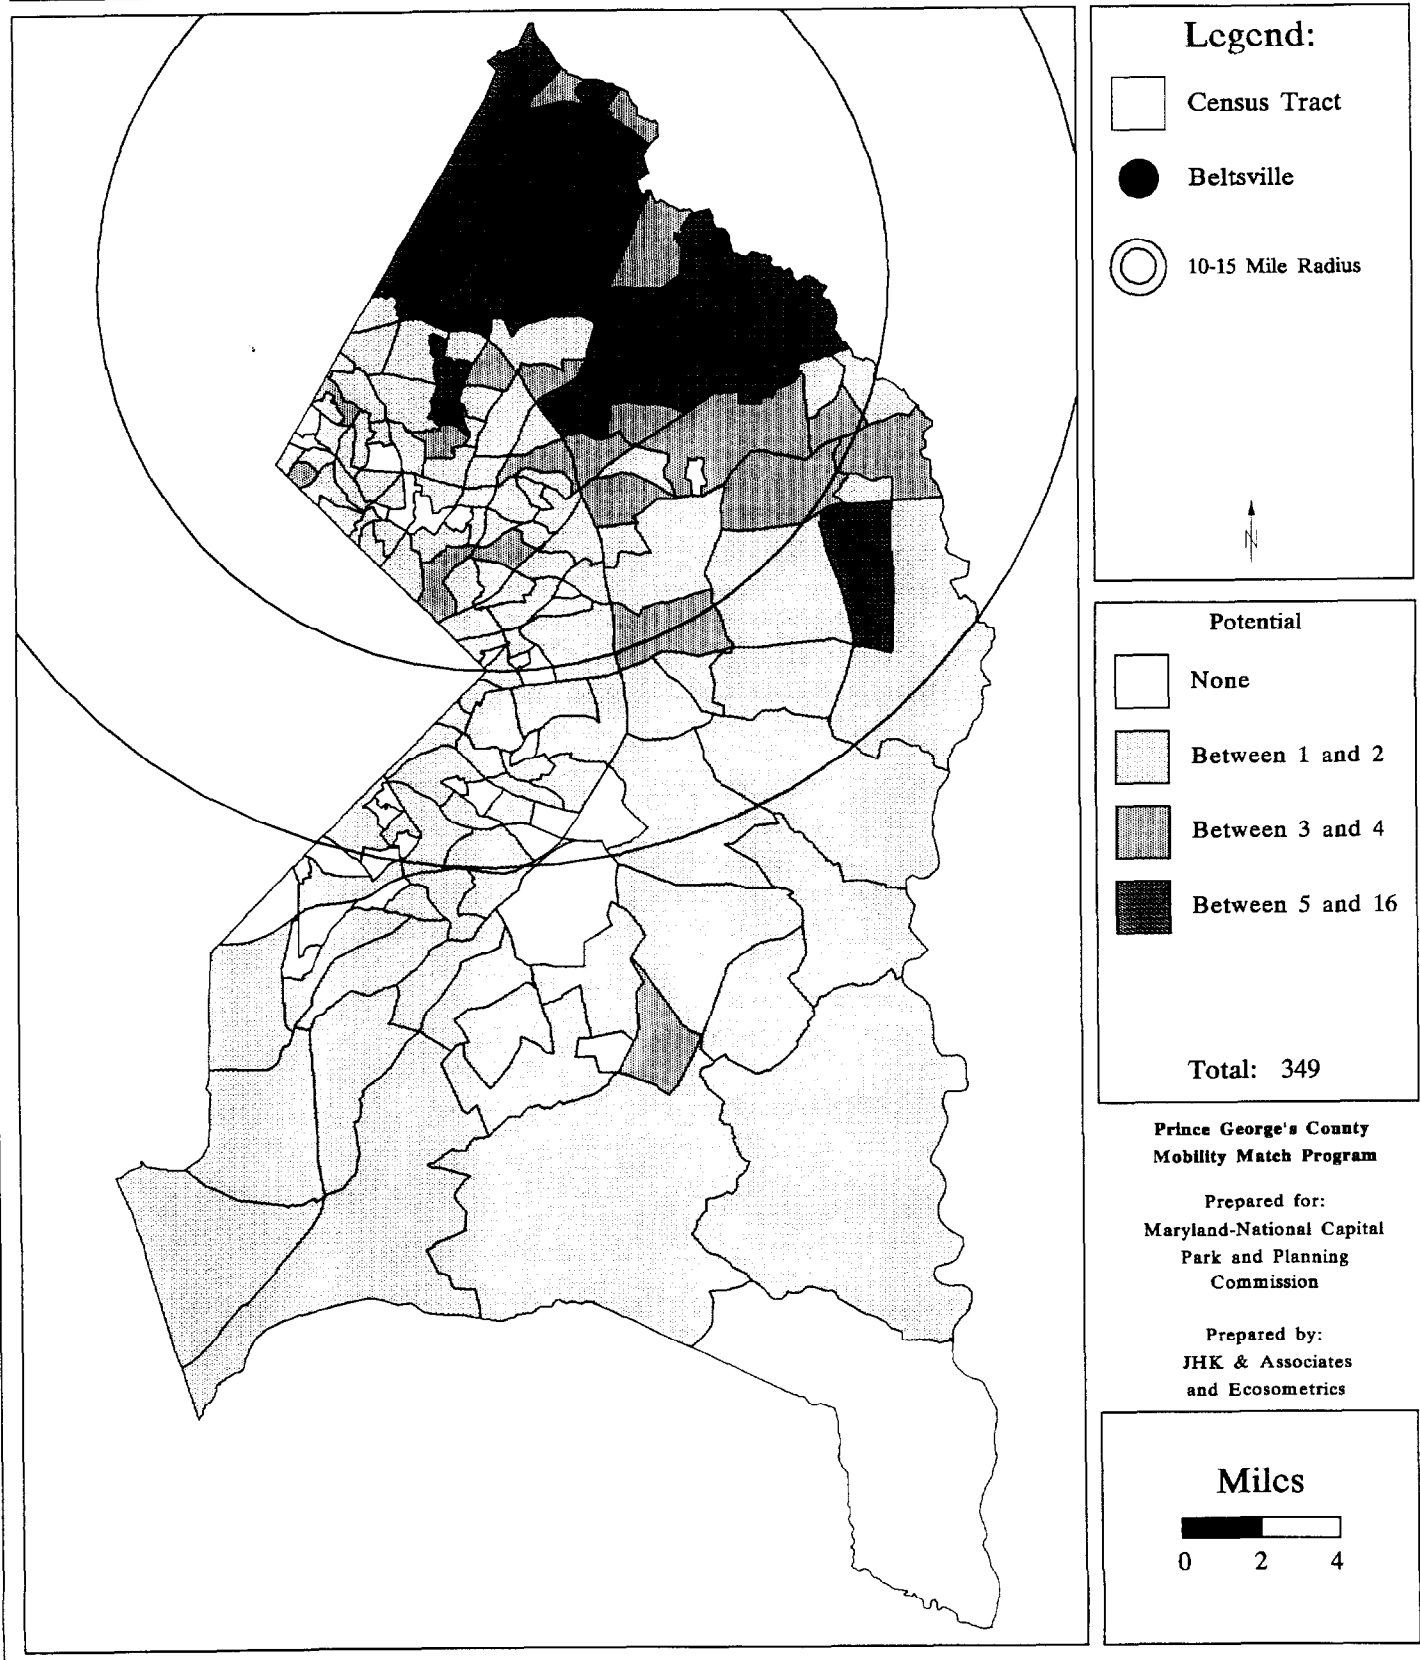 Legend:
Census Tract
Beltsville
10-15 Mile Radius
N
Potential
None
Between 1 and 2
Between 3 and 4
Between 5 and 16
Total: 349
Prince George's County
Mobility Match Program
Prepared for:
Maryland-National Capital
Park and Planning
Commission
Prepared by:
JHK & Associates
and Ecosometrics
Miles
0 2 4